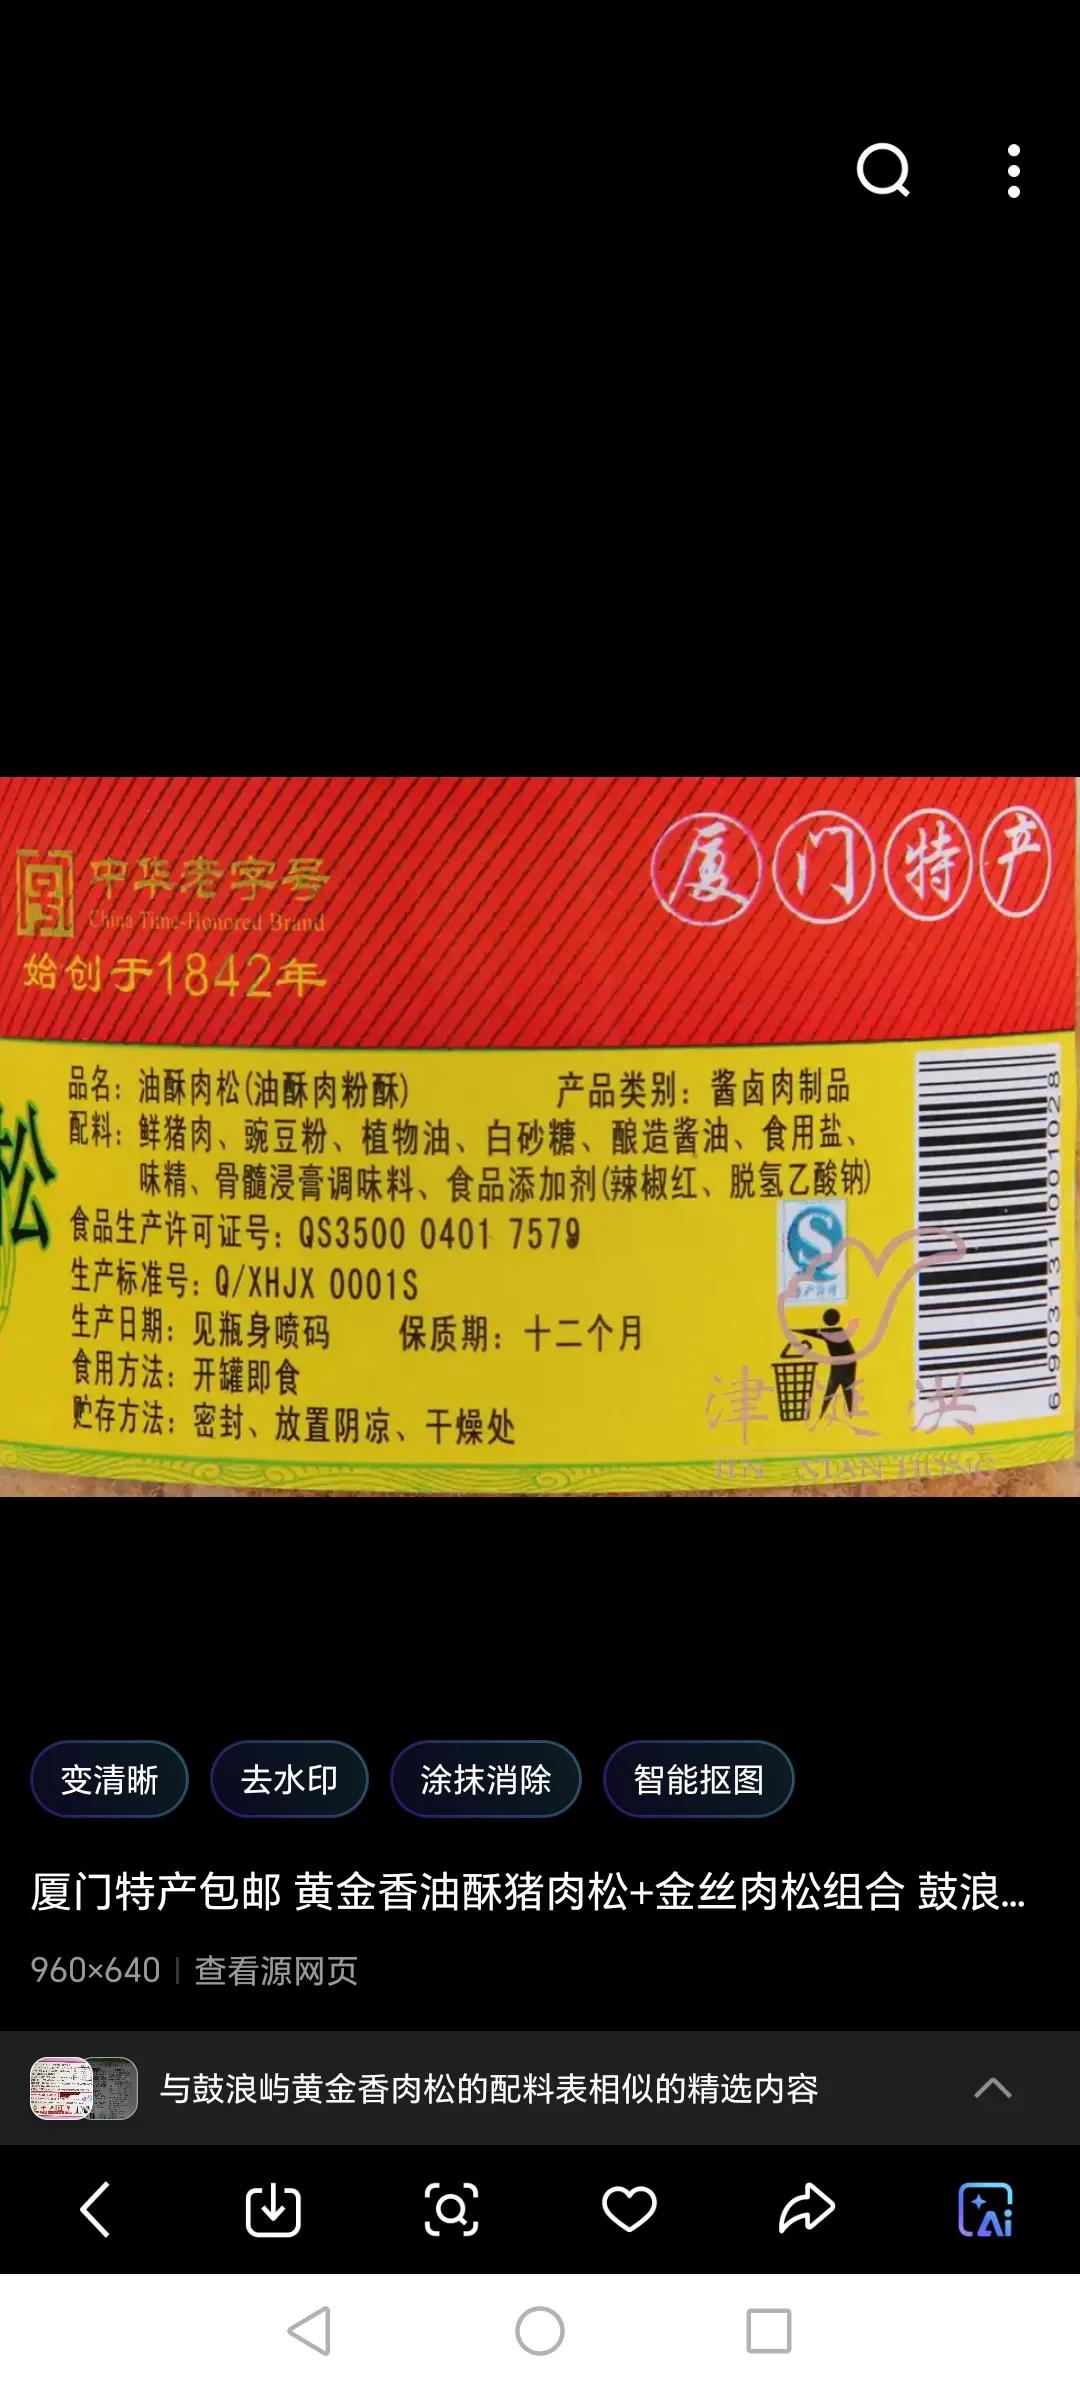 厦门特产
中华老字号
China Time-Honored Brand
始创于1842年
松
品名：油酥肉松(油酥肉粉酥) 产品类别：酱卤肉制品
配料：鲜猪肉、豌豆粉、植物油、白砂糖、酿造酱油、食用盐、
味精、骨髓浸膏调味料、食品添加剂(辣椒红、脱氢乙酸钠)
食品生产许可证号：QS3500 0401 7579
生产标准号：Q/XHJX 0001S
生产日期：见瓶身喷码 保质期：十二个月
食用方法：开罐即食
贮存方法：密封、放置阴凉、干燥处
6903131001028
津涎洪
JIN XIAN HONG
变清晰 去水印 涂抹消除 智能抠图
厦门特产包邮 黄金香油酥猪肉松+金丝肉松组合 鼓浪...
960×640 | 查看源网页
与鼓浪屿黄金香肉松的配料表相似的精选内容
Ai